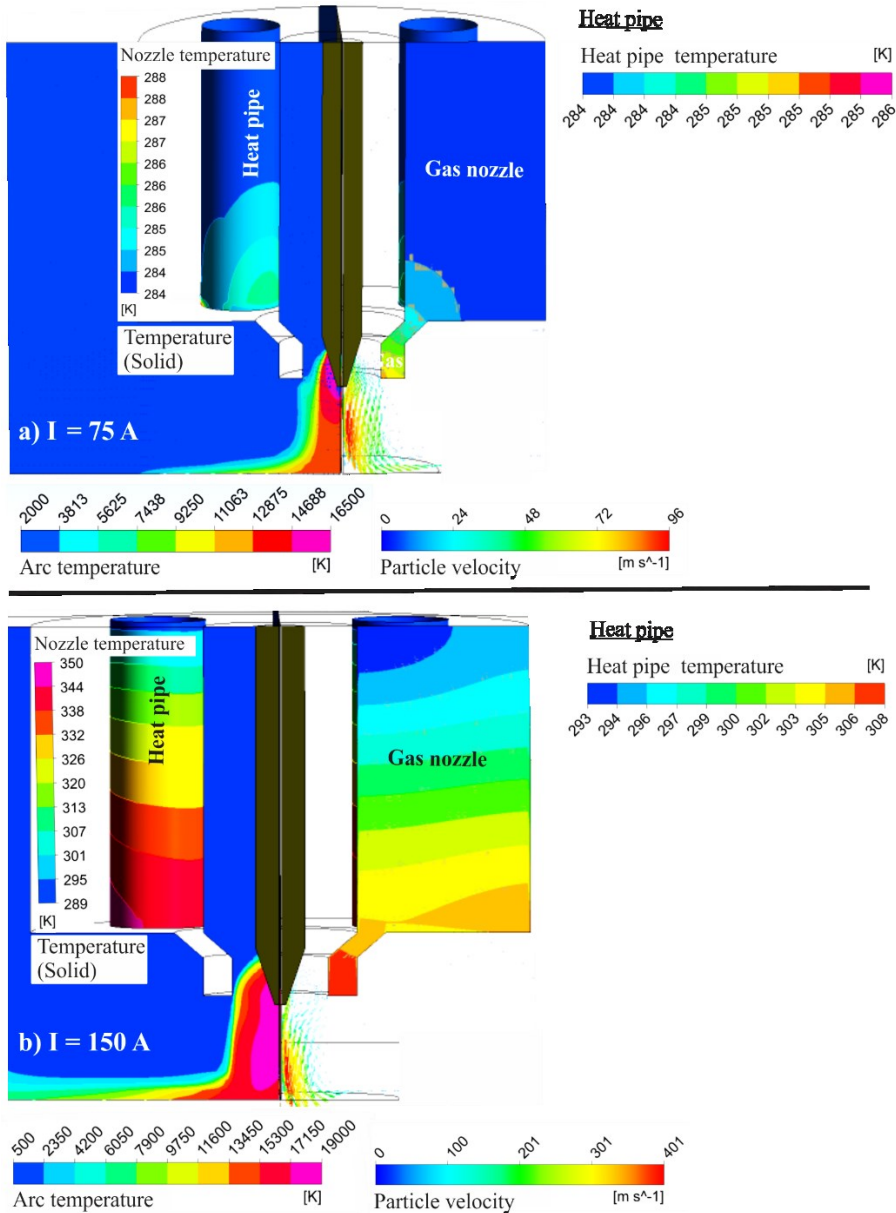 Heat pipe
Nozzle temperature
288
288
287
287
286
286
285
285
284
284
[K]
Heat pipe
Gas nozzle
Heat pipe temperature [K]
284 284 284 284 285 285 285 285 285 285 286
Temperature
(Solid)
Gas
a) I = 75 A
2000 3813 5625 7438 9250 11063 12875 14688 16500
Arc temperature [K]
0 24 48 72 96
Particle velocity [m s^-1]
Heat pipe
Nozzle temperature
350
344
338
332
326
320
313
307
301
295
289
[K]
Heat pipe
Gas nozzle
Heat pipe temperature [K]
293 294 296 297 299 300 302 303 305 306 308
Temperature
(Solid)
b) I = 150 A
500 2350 4200 6050 7900 9750 11600 13450 15300 17150 19000
Arc temperature [K]
0 100 201 301 401
Particle velocity [m s^-1]